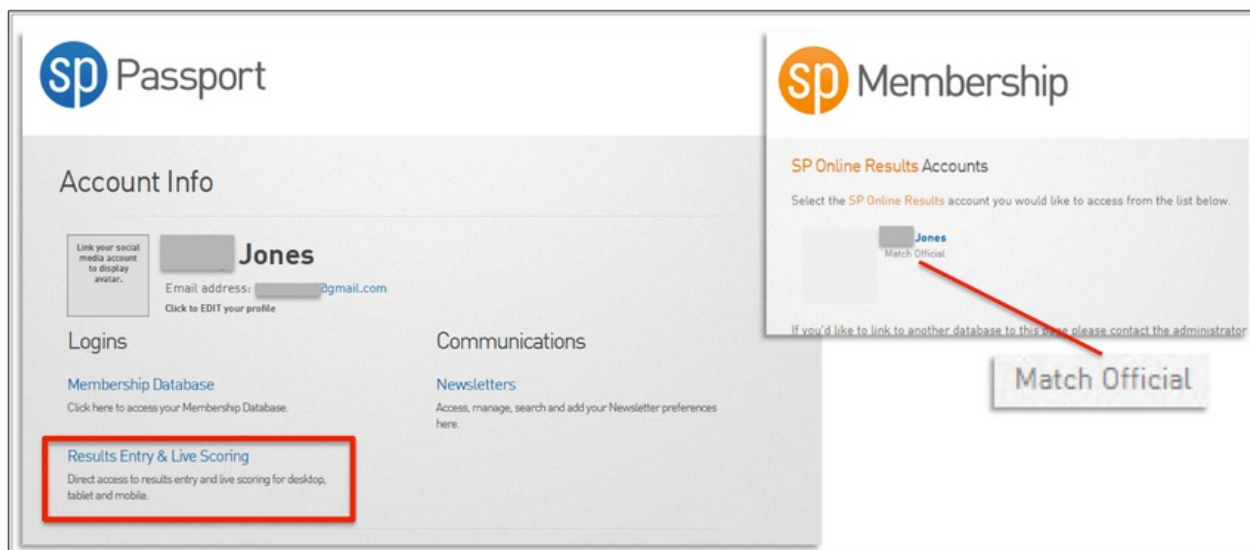 sp Passport
Account Info
Link your social
media account
to display
avatar.
Jones
Email address: @gmail.com
Click to EDIT your profile
Logins
Communications
Membership Database
Click here to access your Membership Database.
Newsletters
Access, manage, search and add your Newsletter preferences
here.
Results Entry & Live Scoring
Direct access to results entry and live scoring for desktop,
tablet and mobile.
sp Membership
SP Online Results Accounts
Select the SP Online Results account you would like to access from the list below.
Jones
Match Official
If you'd like to link to another database to this page please contact the administrator
Match Official